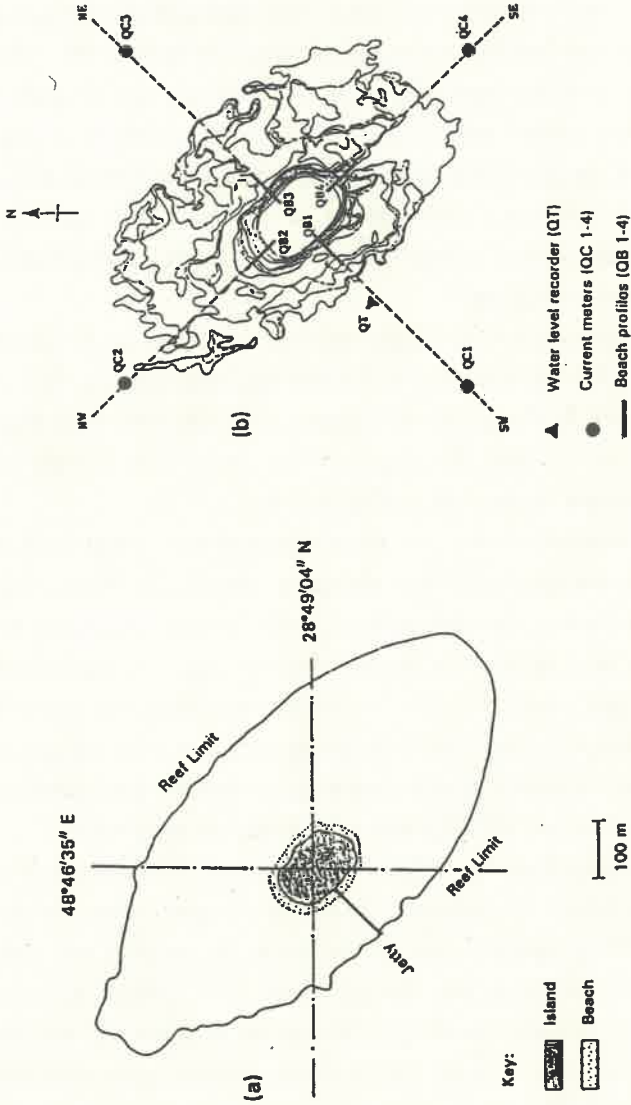 (a)
48°46'35" E
28°49'04" N
Reef Limit
Reef Limit
Jetty
100 m
Key:
Island
Beach
(b)
N
NW
NE
QC2
QC3
QB2
QB3
QB1
QB4
QT
QC1
QC4
SW
SE
Water level recorder (QT)
Current meters (QC 1-4)
Beach profilos (QB 1-4)